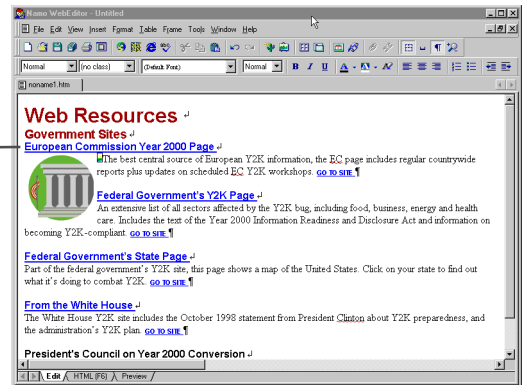 Namo WebEditor - Untitled
File Edit View Insert Format Table Frame Tools Window Help
Normal (no class) (Default Font) Normal B I U A A
noname1.htm
Web Resources
Government Sites
European Commission Year 2000 Page
The best central source of European Y2K information, the EC page includes regular countrywide
reports plus updates on scheduled EC Y2K workshops. GO TO SITE ¶
Federal Government's Y2K Page
An extensive list of all sectors affected by the Y2K bug, including food, business, energy and health
care. Includes the text of the Year 2000 Information Readiness and Disclosure Act and information on
becoming Y2K-compliant. GO TO SITE ¶
Federal Government's State Page
Part of the federal government's Y2K site, this page shows a map of the United States. Click on your state to find out
what it's doing to combat Y2K. GO TO SITE ¶
From the White House
The White House Y2K site includes the October 1998 statement from President Clinton about Y2K preparedness, and
the administration's Y2K plan. GO TO SITE ¶
President's Council on Year 2000 Conversion
Edit HTML (F6) Preview